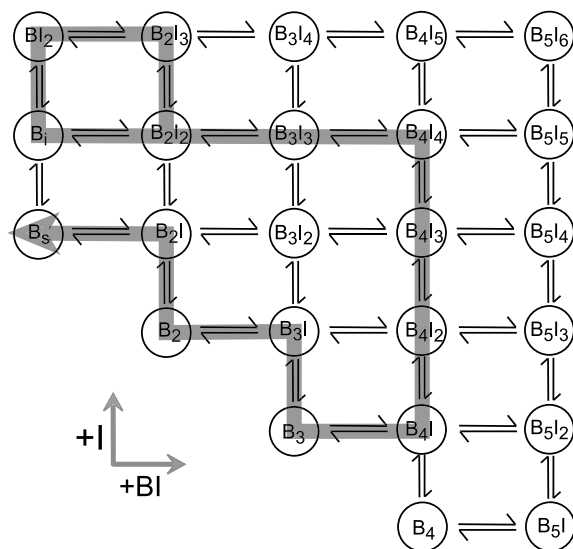 BI₂ B₂I₃ B₃I₄ B₄I₅ B₅I₆
Bᵢ B₂I₂ B₃I₃ B₄I₄ B₅I₅
Bₛ B₂I B₃I₂ B₄I₃ B₅I₄
B₂ B₃I B₄I₂ B₅I₃
B₃ B₄I B₅I₂
+I
+BI
B₄ B₅I